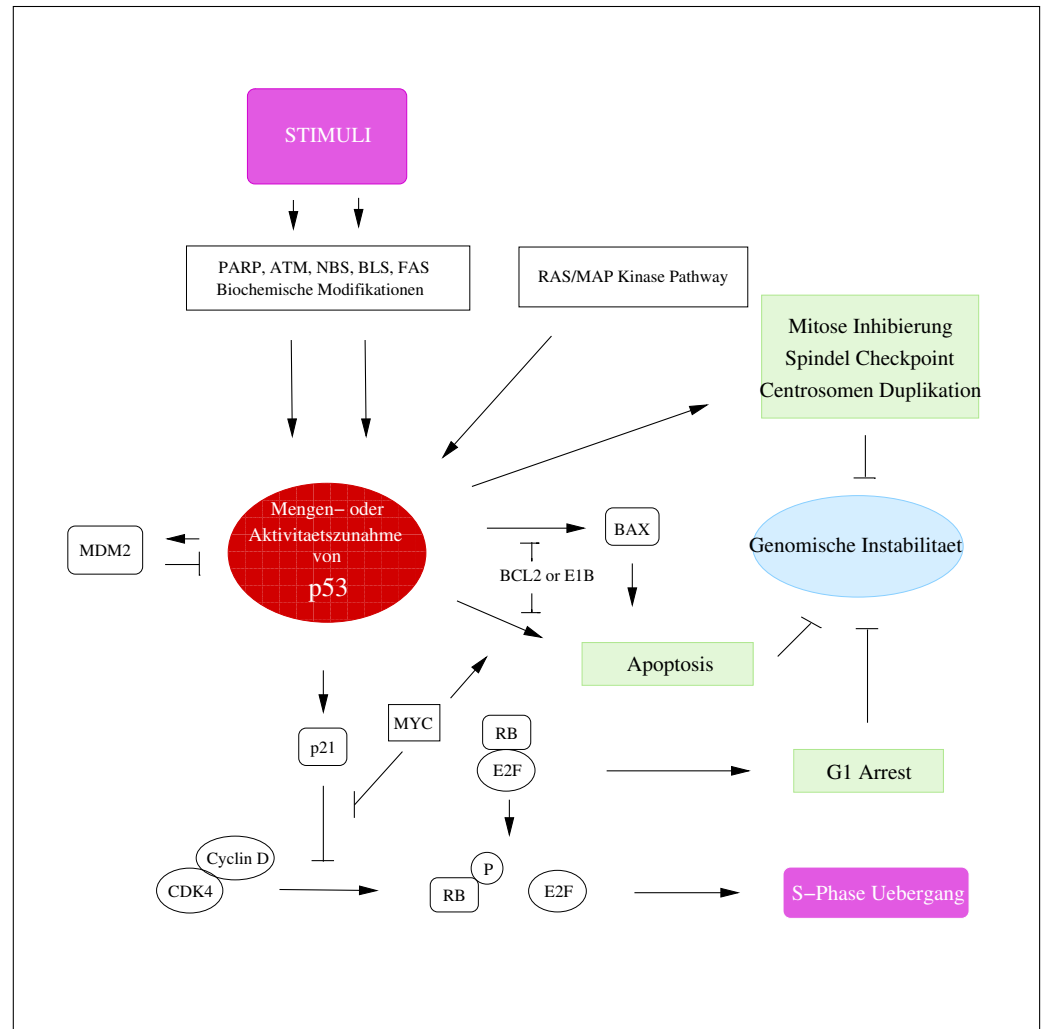 STIMULI
PARP, ATM, NBS, BLS, FAS
Biochemische Modifikationen
RAS/MAP Kinase Pathway
Mitose Inhibierung
Spindel Checkpoint
Centrosomen Duplikation
Mengen− oder
Aktivitaetszunahme
von
p53
MDM2
BAX
BCL2 or E1B
Genomische Instabilitaet
Apoptosis
p21
MYC
RB
E2F
G1 Arrest
Cyclin D
CDK4
P
RB
E2F
S−Phase Uebergang